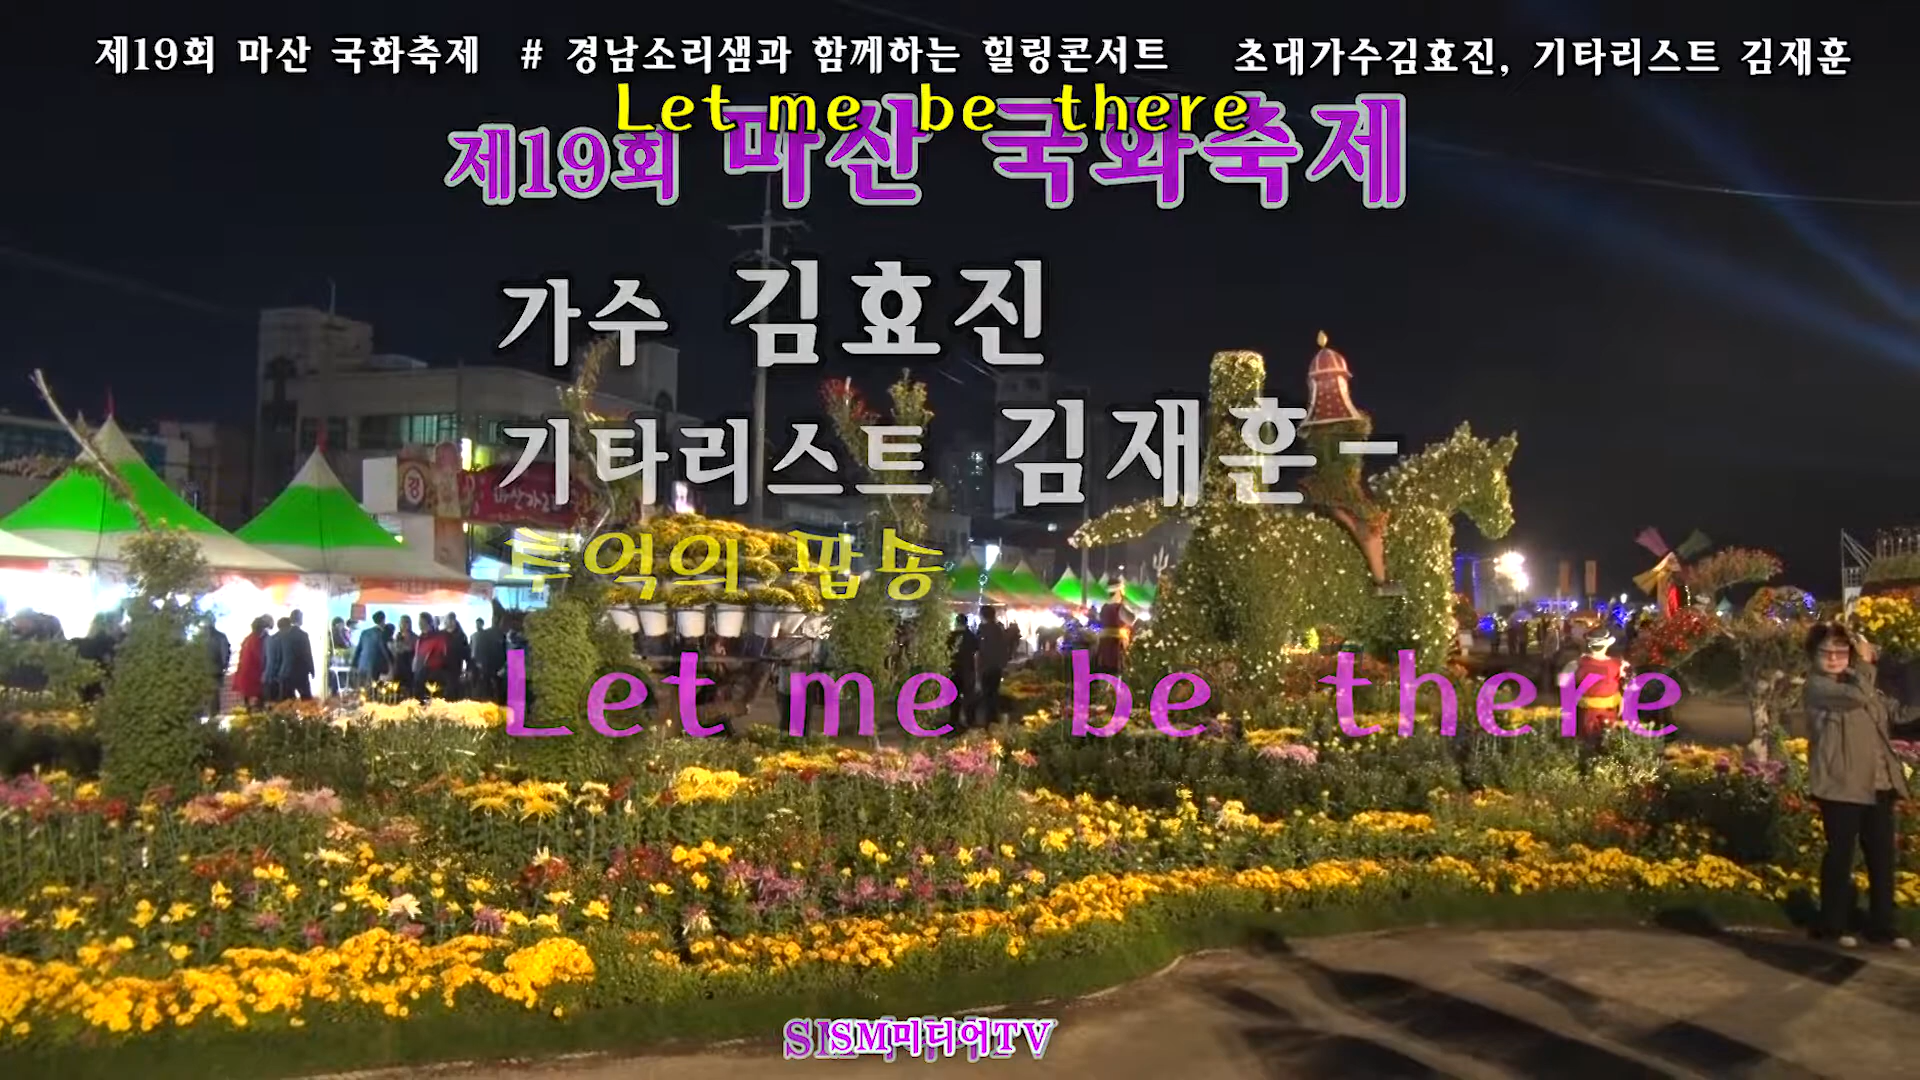 제19회 마산 국화축제 # 경남소리샘과 함께하는 힐링콘서트 초대가수김효진, 기타리스트 김재훈
Let me be there
제19회 마산 국화축제
가수 김효진
기타리스트 김재훈-
추억의 팝송
Let me be there
SISM미디어TV